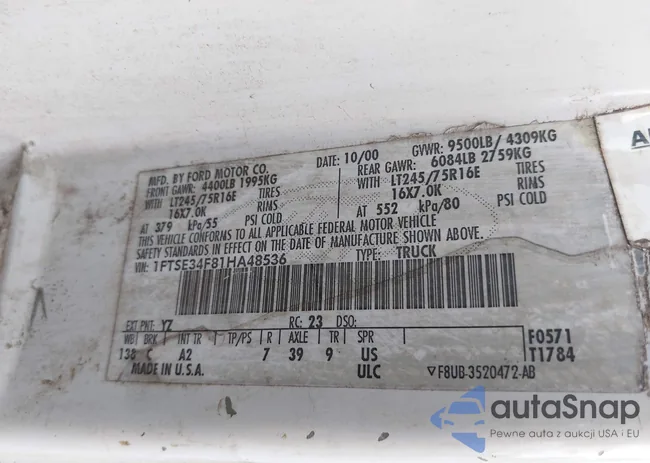 MFD. BY FORD MOTOR CO.
DATE: 10/00
GVWR: 9500LB/ 4309KG
FRONT GAWR: 4400LB 1995KG
REAR GAWR: 6084LB 2759KG
WITH LT245/75R16E TIRES
WITH LT245/75R16E TIRES
16X7.0K RIMS
16X7.0K RIMS
AT 379 kPa/55 PSI COLD
AT 552 kPa/80 PSI COLD
THIS VEHICLE CONFORMS TO ALL APPLICABLE FEDERAL MOTOR VEHICLE
SAFETY STANDARDS IN EFFECT ON THE DATE OF MANUFACTURE SHOWN ABOVE.
VIN: 1FTSE34F81HA48536
TYPE: TRUCK
EXT PNT: YZ RC: 23 DSO:
WB BRK INT TR TP/PS R AXLE TR SPR
138 C A2 7 39 9 US
ULC
F0571
T1784
MADE IN U.S.A.
F8UB-3520472-AB
autaSnap
Pewne auto z aukcji USA i EU